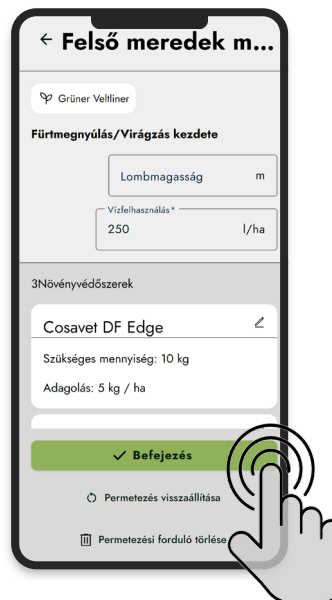 ← Felső meredek m...
Grüner Veltliner
Fürtmegnyúlás/Virágzás kezdete
Lombmagasság m
Vízfelhasználás*
250 l/ha
3Növényvédőszerek
Cosavet DF Edge
Szükséges mennyiség: 10 kg
Adagolás: 5 kg / ha
✓ Befejezés
Permetezés visszaállítása
Permetezési forduló törlése